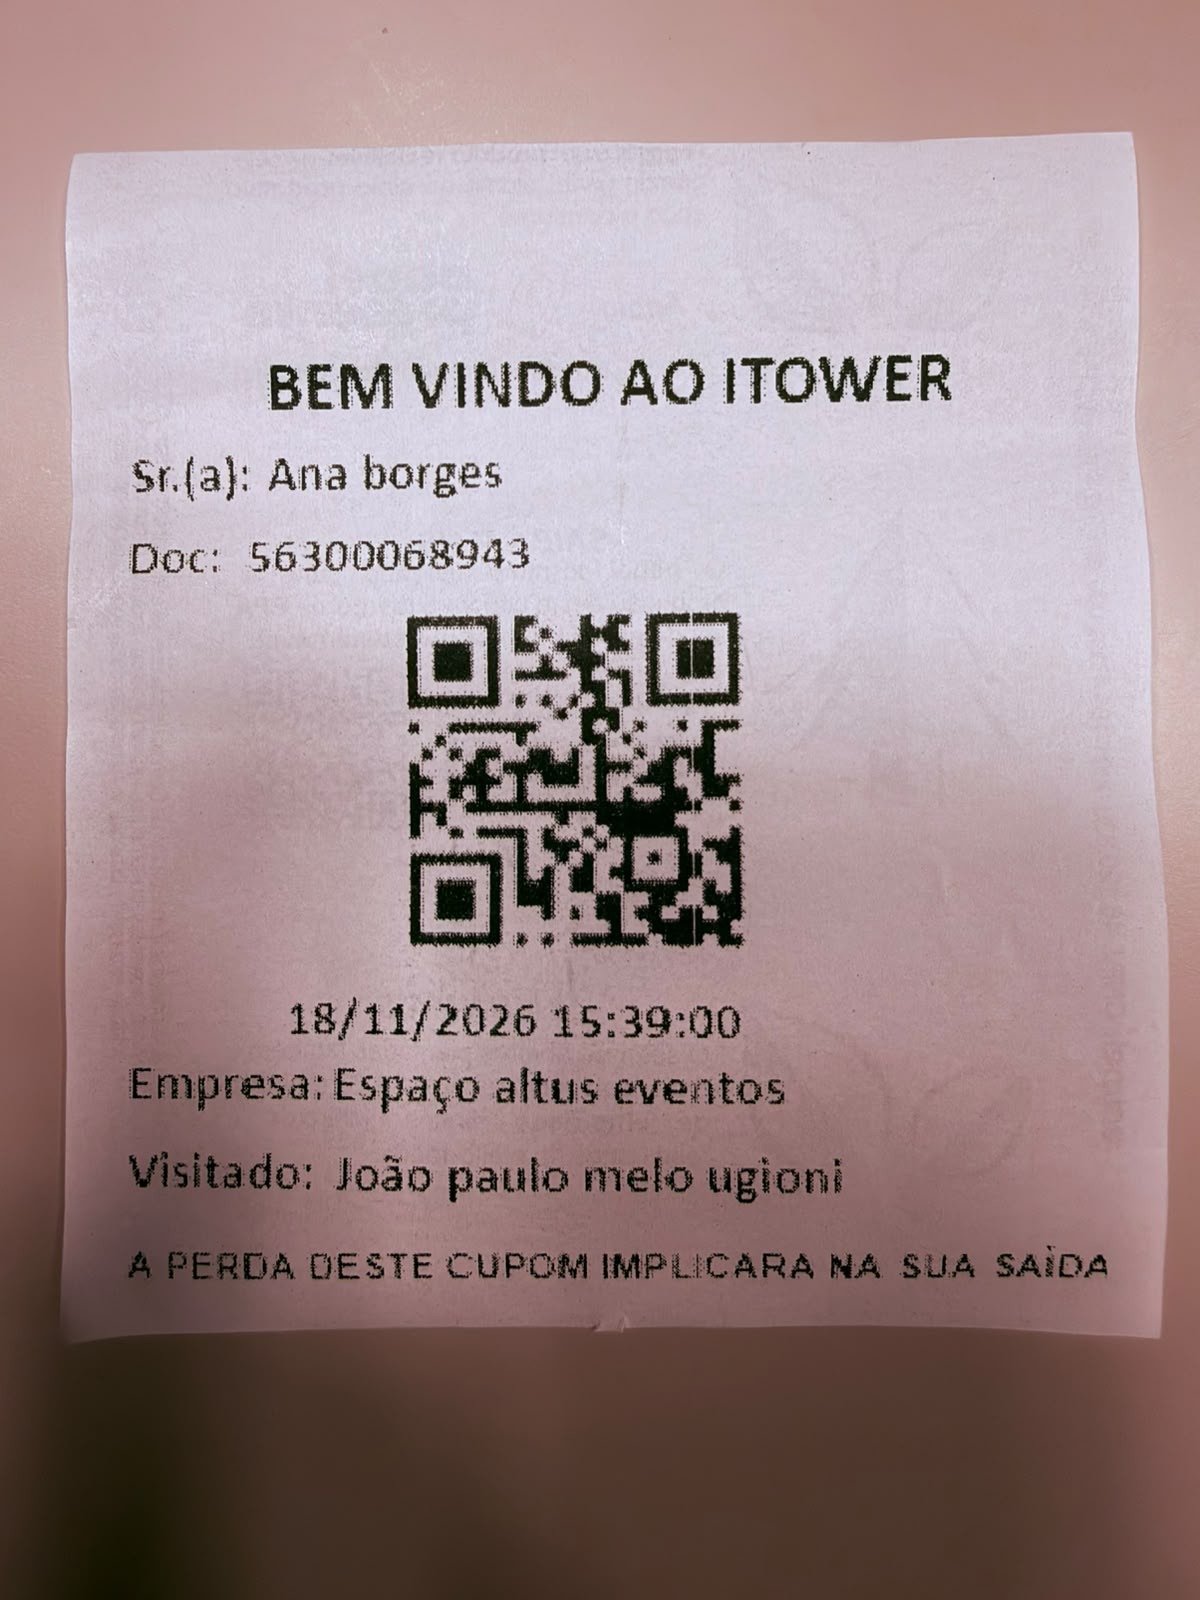 BEM VINDO AO ITOWER
Sr.(a): Ana borges
Doc: 56300068943
18/11/2026 15:39:00
Empresa: Espaço altus eventos
Visitado: João paulo melo ugioni
A PERDA DESTE CUPOM IMPLICARA NA SUA SAÍDA